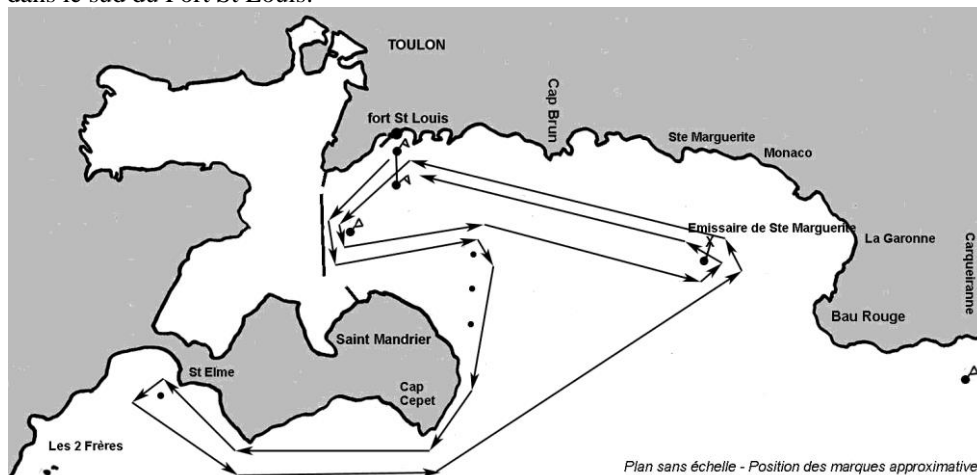 dans le sud du Fort St Louis.
TOULON
fort St Louis
Cap Brun
Ste Marguerite
Monaco
Emissaire de Ste Marguerite
La Garonne
Carqueiranne
Bau Rouge
Saint Mandrier
St Elme
Cap
Cepet
Les 2 Frères
Plan sans échelle - Position des marques approximative